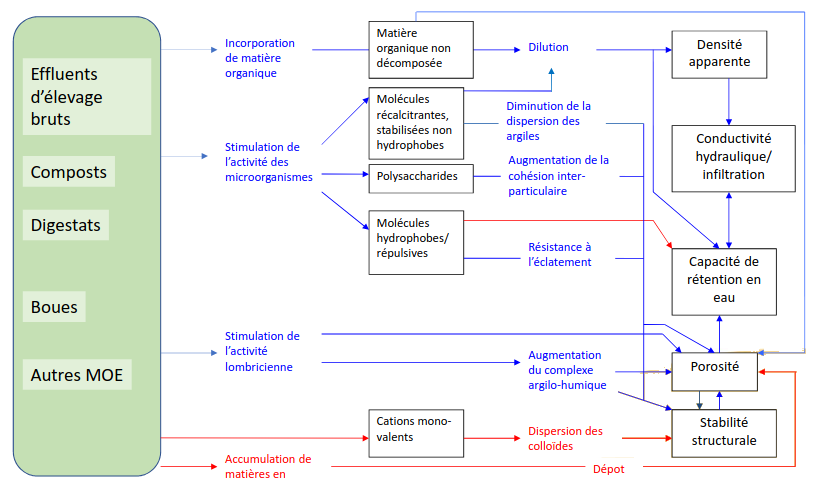 Effluents
d’élevage
bruts
Composts
Digestats
Boues
Autres MOE
Incorporation
de matière
organique
Stimulation de
l’activité des
microorganismes
Stimulation de
l’activité
lombricienne
Accumulation de
matières en
Matière
organique non
décomposée
Molécules
récalcitrantes,
stabilisées non
hydrophobes
Polysaccharides
Molécules
hydrophobes/
répulsives
Cations mono-
valents
Dilution
Diminution de la
dispersion des
argiles
Augmentation de la
cohésion inter-
particulaire
Résistance à
l’éclatement
Augmentation
du complexe
argilo-humique
Dispersion des
colloïdes
Dépot
Densité
apparente
Conductivité
hydraulique/
infiltration
Capacité de
rétention en
eau
Porosité
Stabilité
structurale